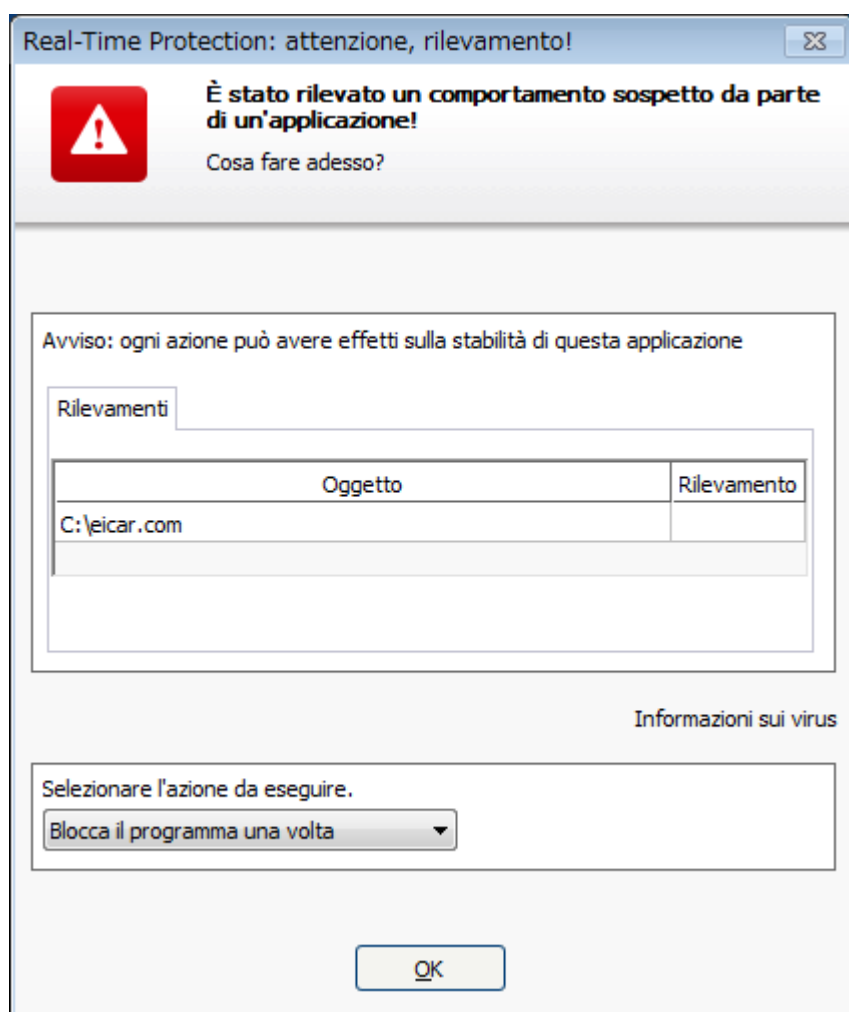 Real-Time Protection: attenzione, rilevamento!
È stato rilevato un comportamento sospetto da parte
di un'applicazione!
Cosa fare adesso?
Avviso: ogni azione può avere effetti sulla stabilità di questa applicazione
Rilevamenti
Oggetto Rilevamento
C:\eicar.com
Informazioni sui virus
Selezionare l'azione da eseguire.
Blocca il programma una volta
OK